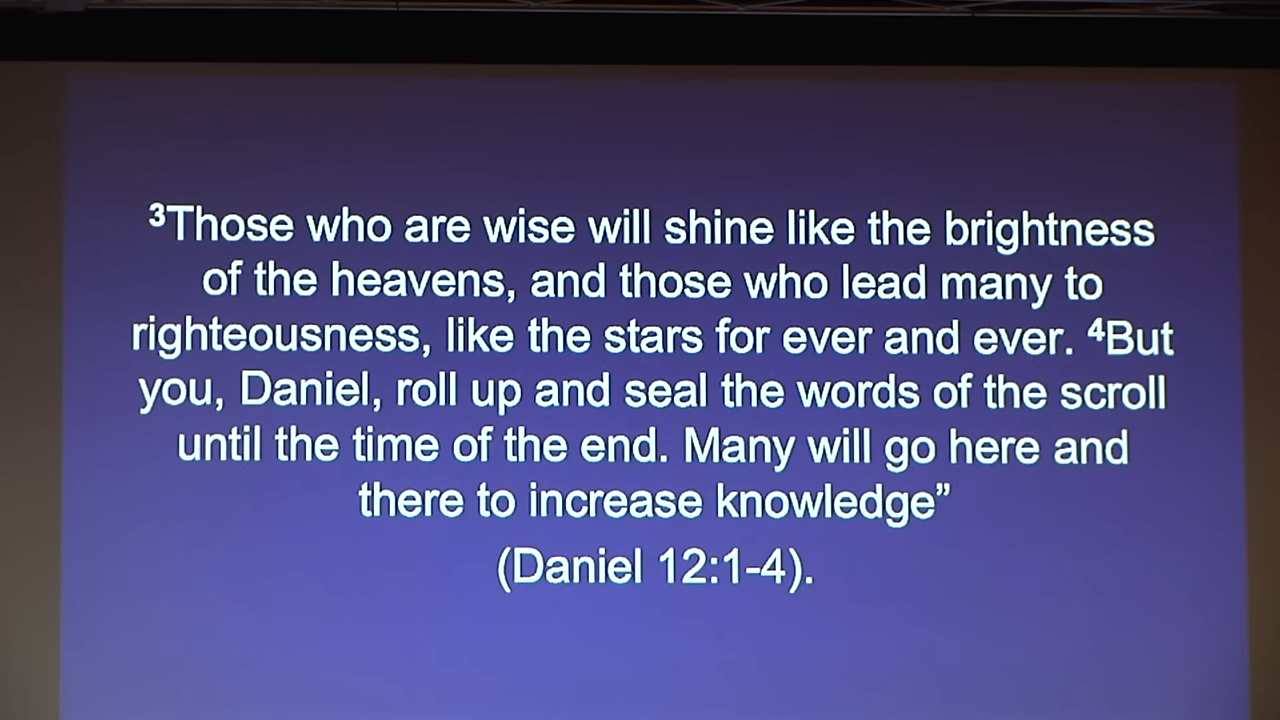 ³Those who are wise will shine like the brightness
of the heavens, and those who lead many to
righteousness, like the stars for ever and ever. ⁴But
you, Daniel, roll up and seal the words of the scroll
until the time of the end. Many will go here and
there to increase knowledge”
(Daniel 12:1-4).